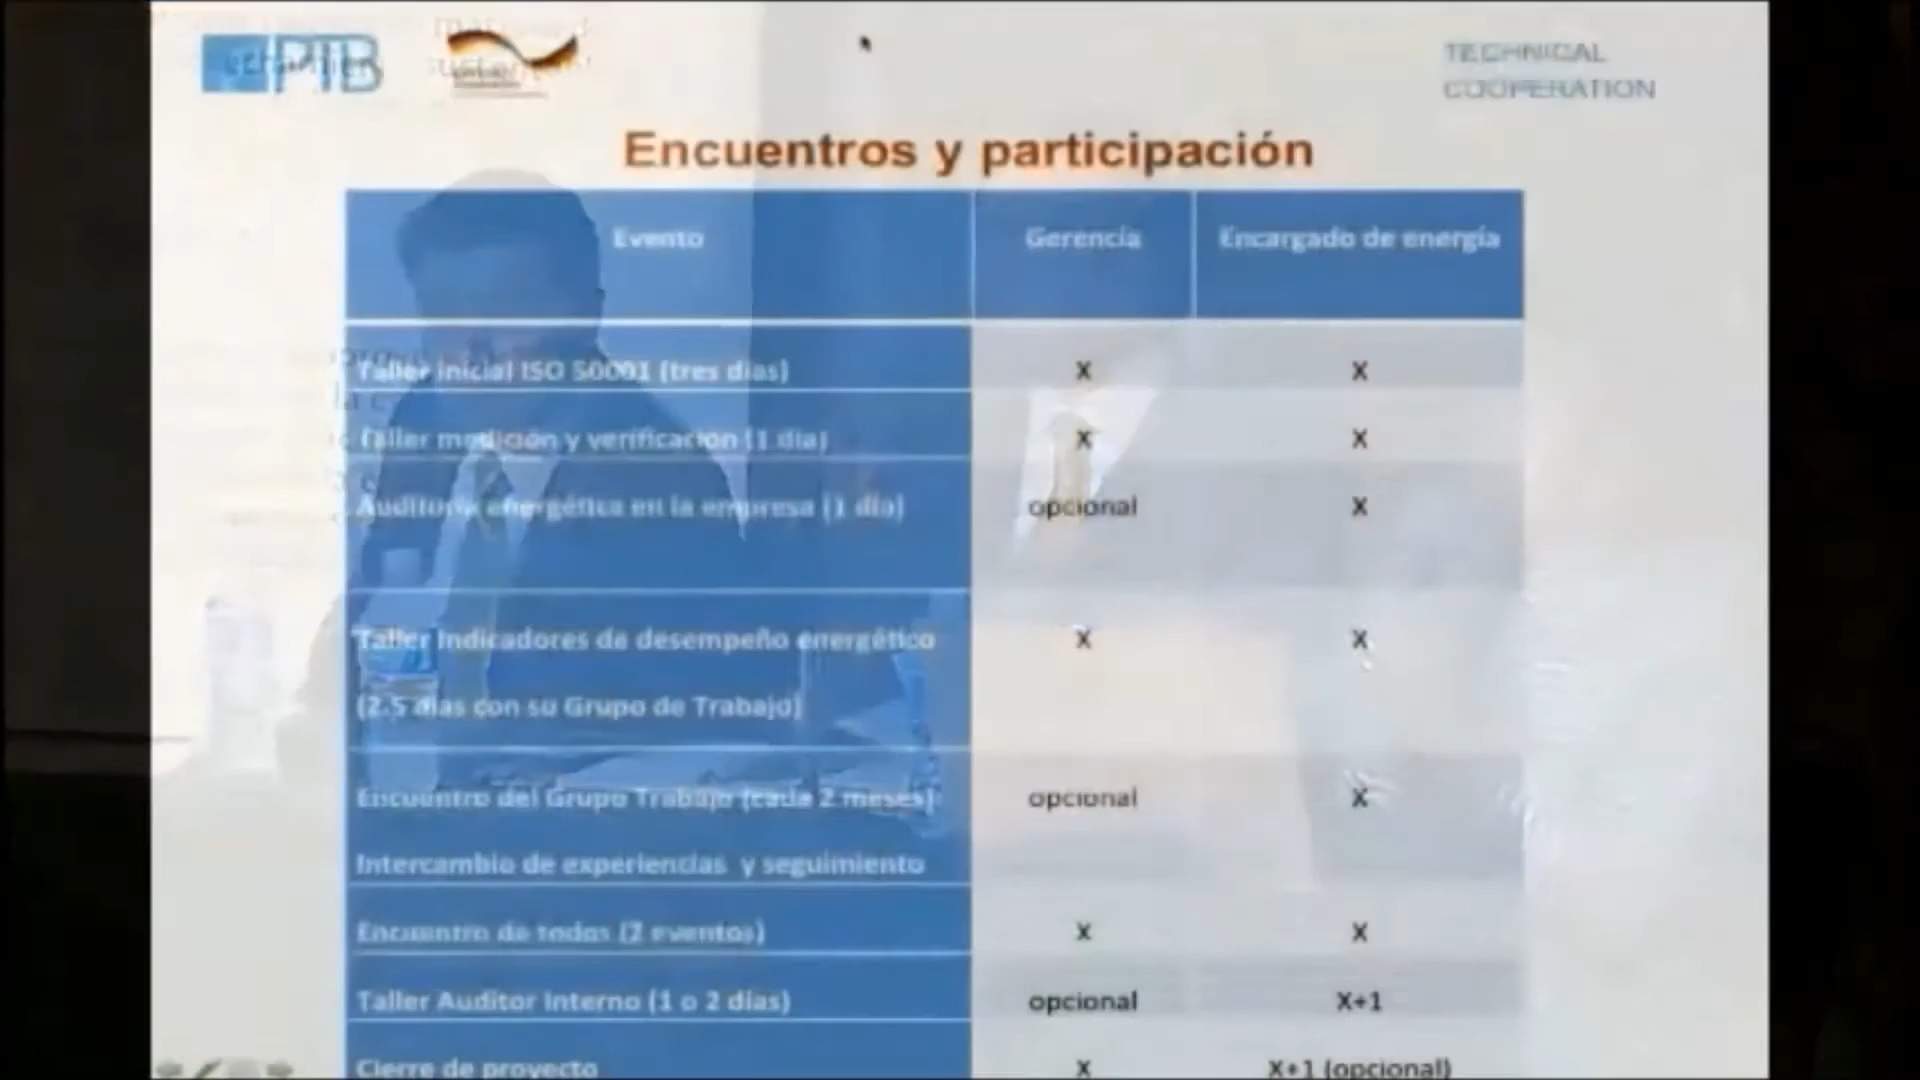 PTB
TECHNICAL
COOPERATION
Encuentros y participación
Evento Gerencia Encargado de energía
Taller inicial ISO 50001 (tres días) X X
Taller medición y verificación (1 día) X X
Auditoria energética en la empresa (1 día) opcional X
Taller Indicadores de desempeño energético X X
(2.5 días con su Grupo de Trabajo)
Encuentro del Grupo Trabajo (cada 2 meses) opcional X
Intercambio de experiencias y seguimiento
Encuentro de todos (2 eventos) X X
Taller Auditor Interno (1 o 2 días) opcional X+1
Cierre de proyecto X X+1 (opcional)